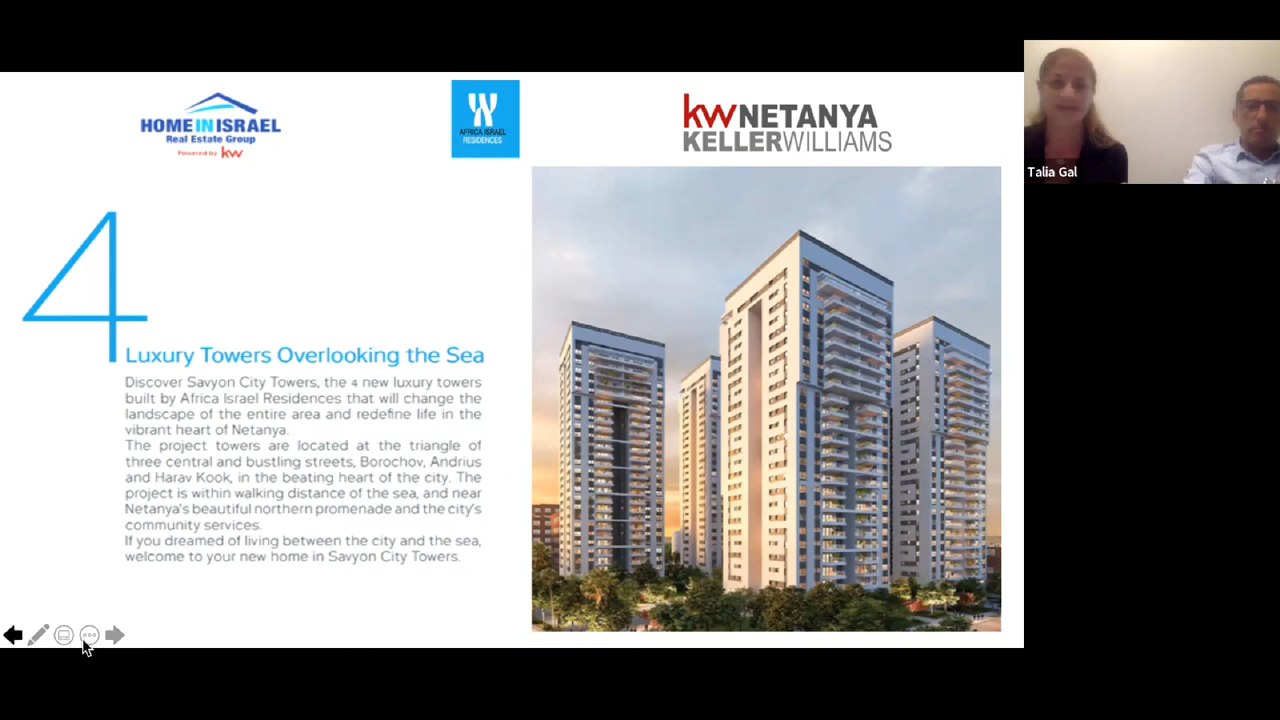 HOME IN ISRAEL
Real Estate Group
Powered by kw
AFRICA ISRAEL
RESIDENCES
kwNETANYA
KELLERWILLIAMS
Talia Gal
4
Luxury Towers Overlooking the Sea
Discover Savyon City Towers, the 4 new luxury towers
built by Africa Israel Residences that will change the
landscape of the entire area and redefine life in the
vibrant heart of Netanya.
The project towers are located at the triangle of
three central and bustling streets, Borochov, Andrius
and Harav Kook, in the beating heart of the city. The
project is within walking distance of the sea, and near
Netanya's beautiful northern promenade and the city's
community services.
If you dreamed of living between the city and the sea,
welcome to your new home in Savyon City Towers.